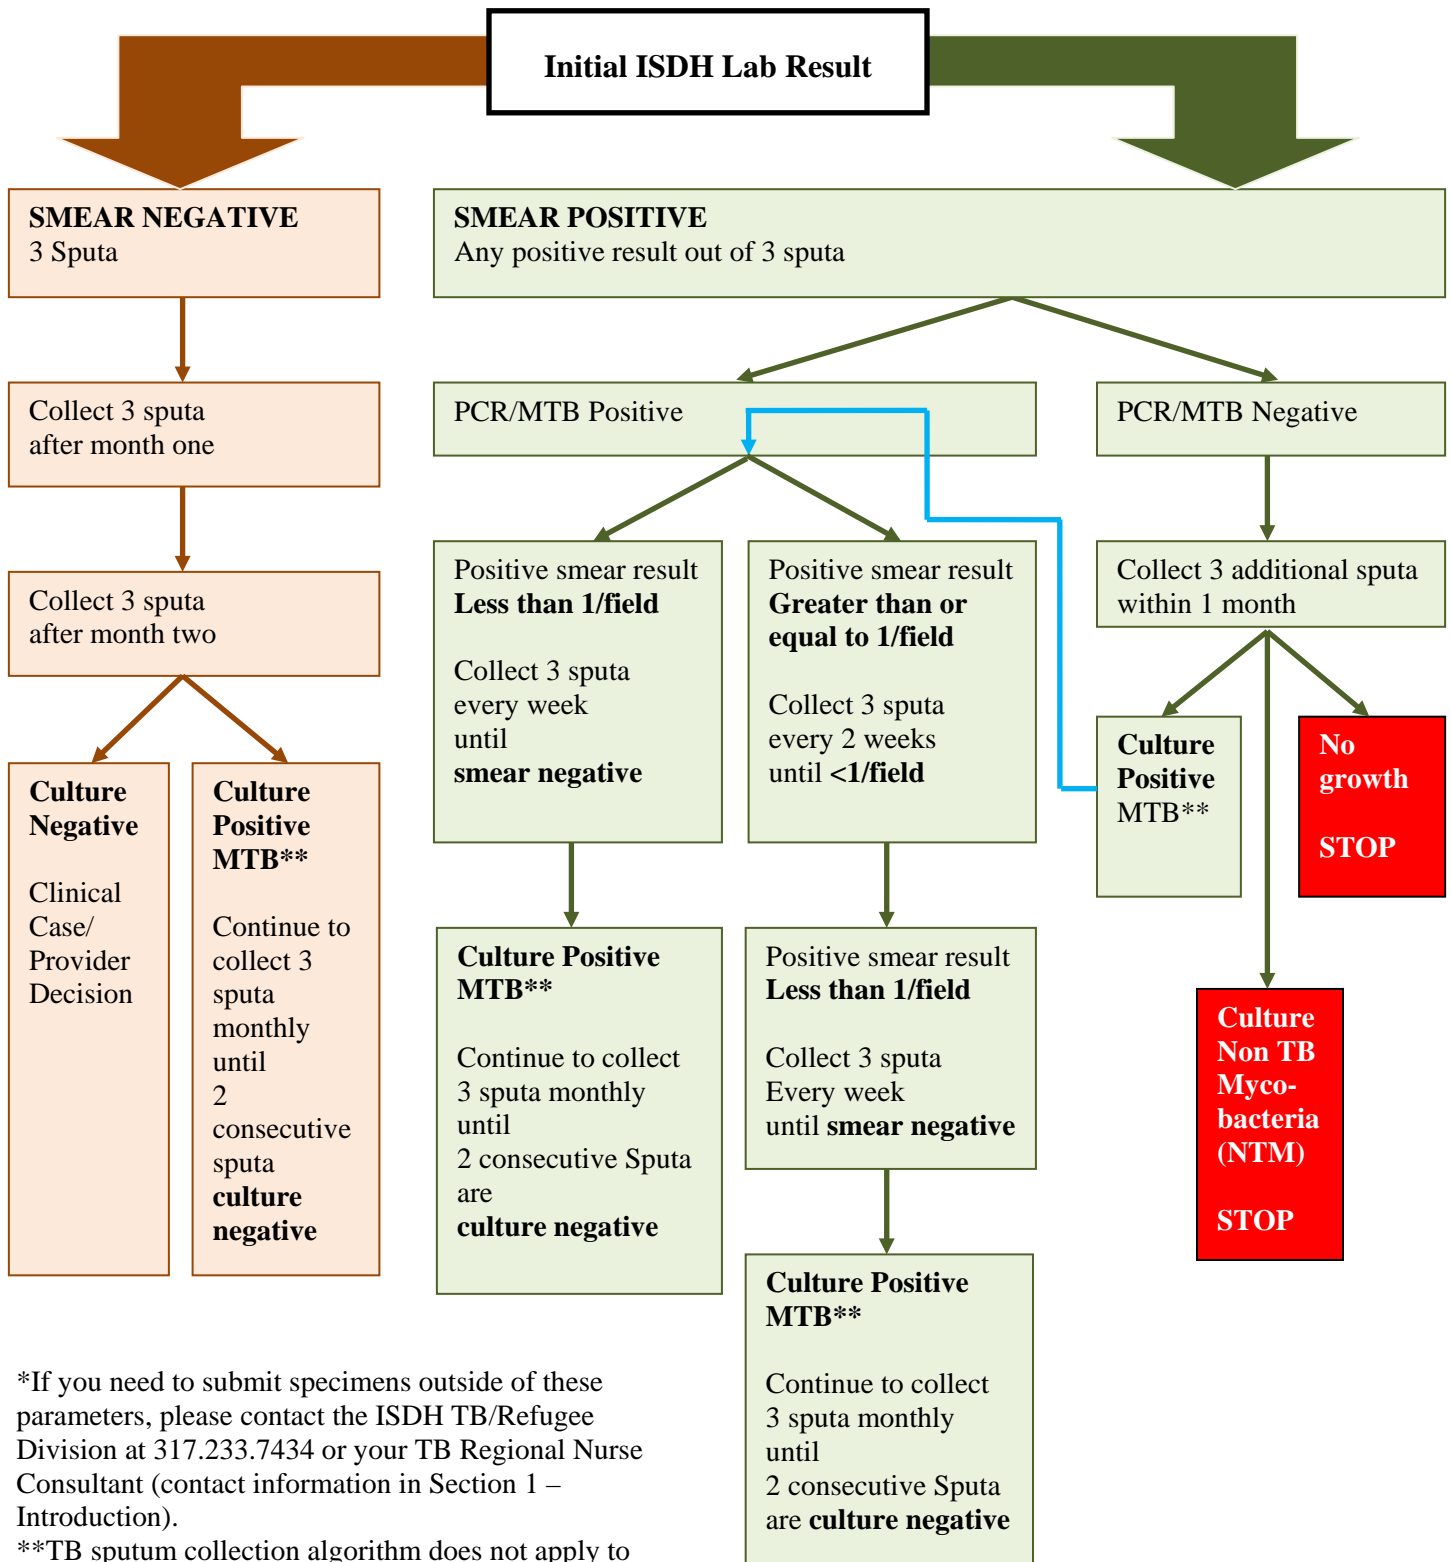 Initial ISDH Lab Result
SMEAR NEGATIVE
3 Sputa
SMEAR POSITIVE
Any positive result out of 3 sputa
Collect 3 sputa
after month one
PCR/MTB Positive
PCR/MTB Negative
Collect 3 sputa
after month two
Positive smear result
Less than 1/field
Collect 3 sputa
every week
until
smear negative
Positive smear result
Greater than or
equal to 1/field
Collect 3 sputa
every 2 weeks
until <1/field
Collect 3 additional sputa
within 1 month
Culture
Negative
Clinical
Case/
Provider
Decision
Culture
Positive
MTB**
Continue to
collect 3
sputa
monthly
until
2
consecutive
sputa
culture
negative
Culture
Positive
MTB**
No
growth
STOP
Culture Positive
MTB**
Continue to collect
3 sputa monthly
until
2 consecutive Sputa
are
culture negative
Positive smear result
Less than 1/field
Collect 3 sputa
Every week
until smear negative
Culture
Non TB
Myco-
bacteria
(NTM)
STOP
Culture Positive
MTB**
Continue to collect
3 sputa monthly
until
2 consecutive Sputa
are culture negative
*If you need to submit specimens outside of these
parameters, please contact the ISDH TB/Refugee
Division at 317.233.7434 or your TB Regional Nurse
Consultant (contact information in Section 1 –
Introduction).
**TB sputum collection algorithm does not apply to